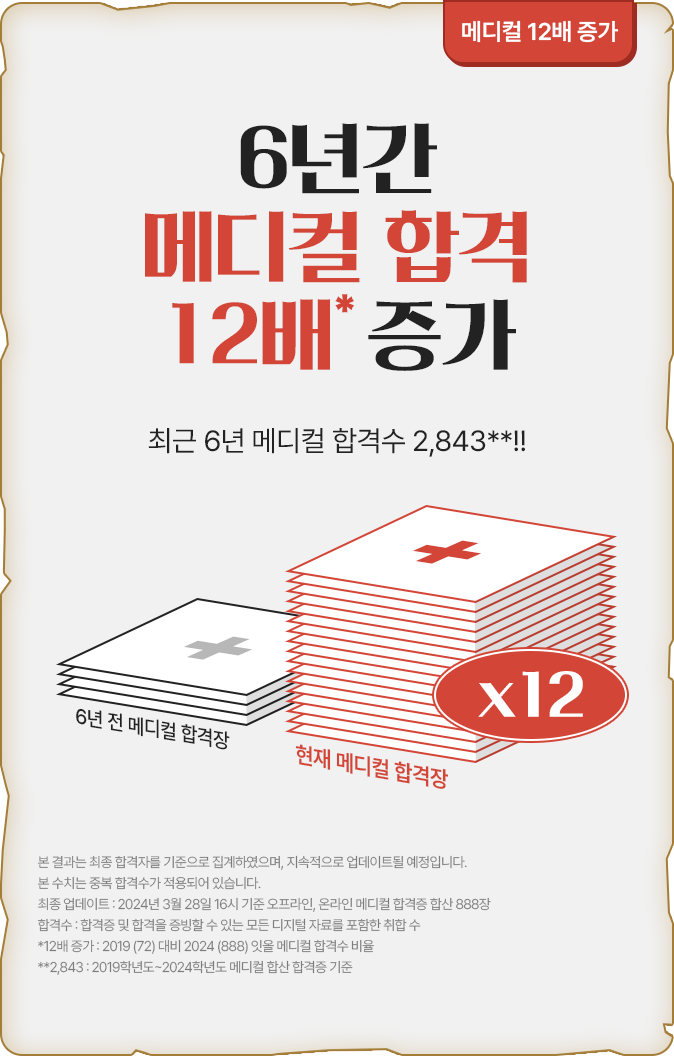 메디컬 12배 증가
6년간
메디컬 합격
12배* 증가
최근 6년 메디컬 합격수 2,843**!!
x12
6년 전 메디컬 합격장
현재 메디컬 합격장
본 결과는 최종 합격자를 기준으로 집계하였으며, 지속적으로 업데이트될 예정입니다.
본 수치는 중복 합격수가 적용되어 있습니다.
최종 업데이트 : 2024년 3월 28일 16시 기준 오프라인, 온라인 메디컬 합격증 합산 888장
합격수 : 합격증 및 합격을 증빙할 수 있는 모든 디지털 자료를 포함한 취합 수
*12배 증가 : 2019 (72) 대비 2024 (888) 잇올 메디컬 합격수 비율
**2,843 : 2019학년도~2024학년도 메디컬 합산 합격증 기준